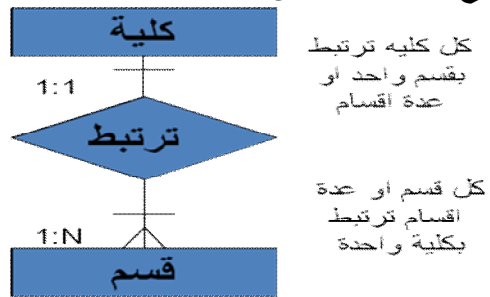 كلية
كل كليه ترتبط
بقسم واحد او
عدة اقسام
1:1
ترتبط
كل قسم او عدة
اقسام ترتبط
بكلية واحدة
1:N
قسم